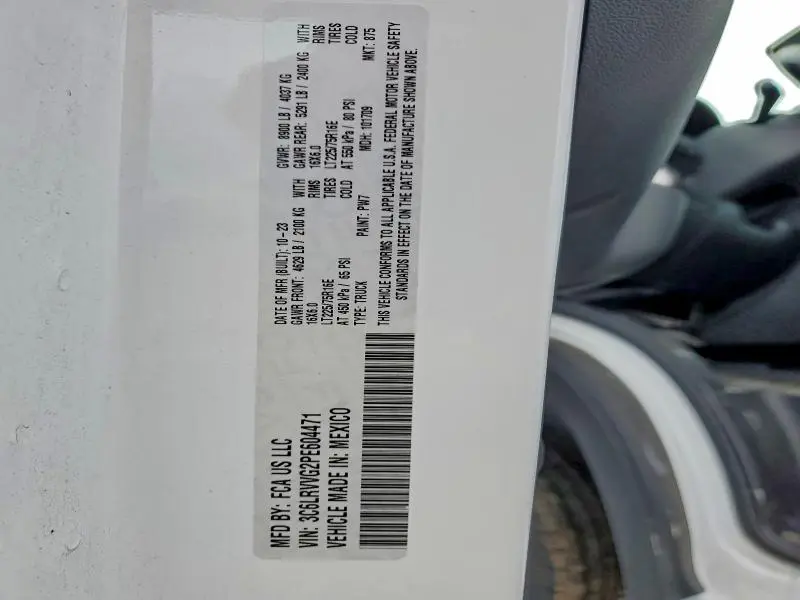 MFD BY: FCA US LLC
VIN: 3C6LRVVG2PE604471
VEHICLE MADE IN: MEXICO
DATE OF MFR (BUILT): 10-23 GVWR: 8900 LB / 4037 KG
GAWR FRONT: 4629 LB / 2100 KG WITH GAWR REAR: 5291 LB / 2400 KG WITH
16X6.0 RIMS 16X6.0 RIMS
LT225/75R16E TIRES LT225/75R16E TIRES
AT 450 kPa / 65 PSI COLD AT 550 kPa / 80 PSI COLD
TYPE: TRUCK PAINT: PW7 MDH: 101709 MKT: 875
THIS VEHICLE CONFORMS TO ALL APPLICABLE U.S.A. FEDERAL MOTOR VEHICLE SAFETY
STANDARDS IN EFFECT ON THE DATE OF MANUFACTURE SHOWN ABOVE.